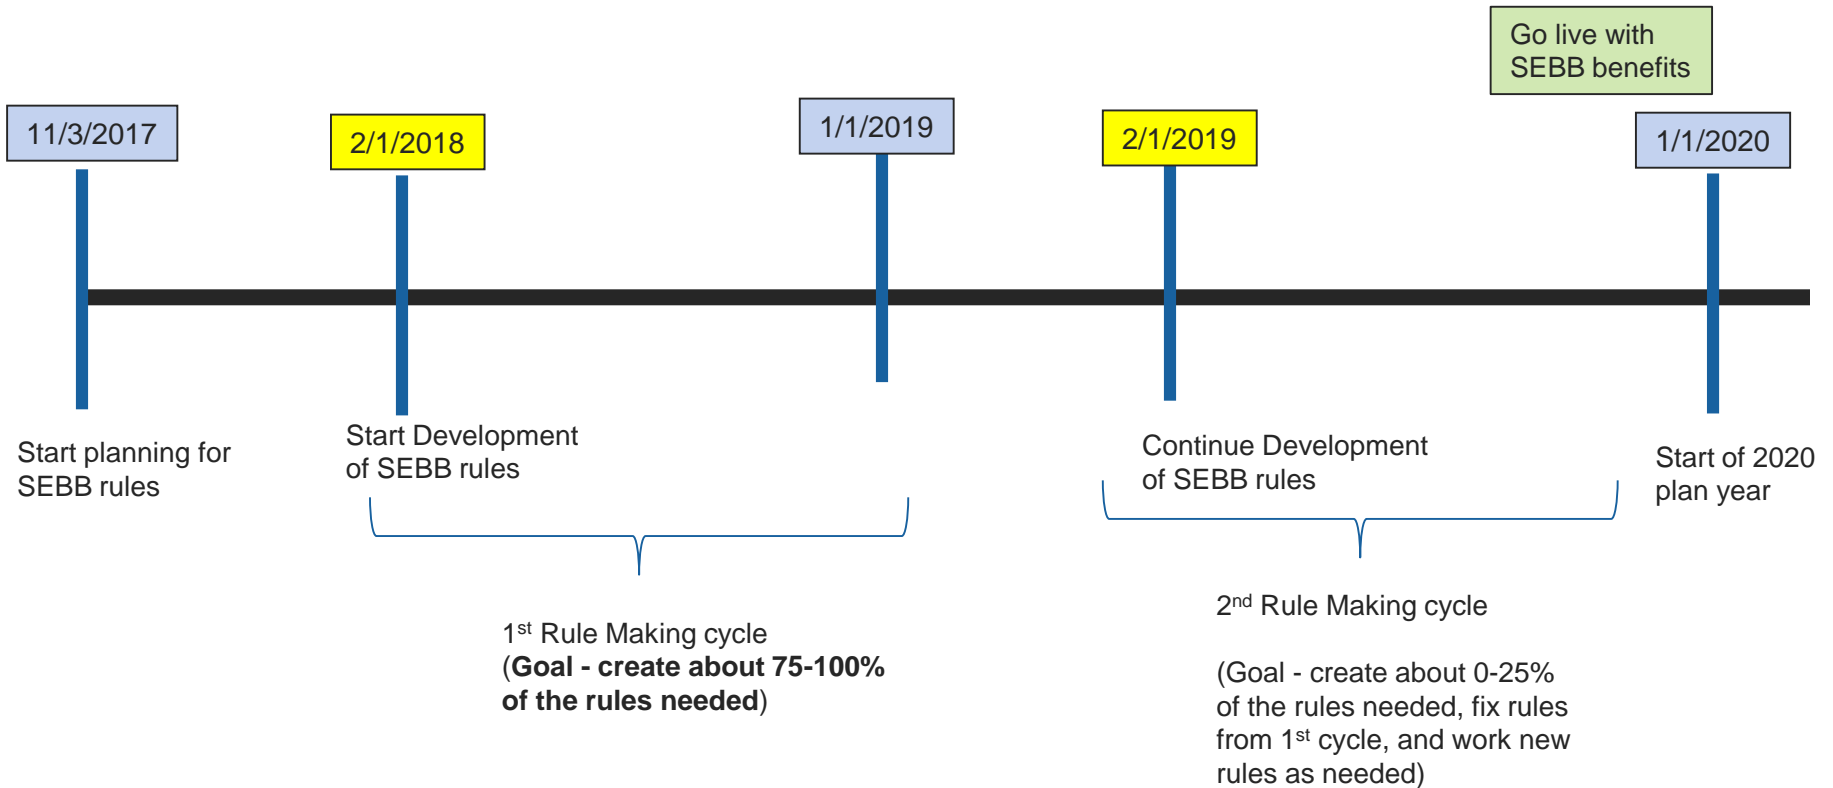 Go live with
SEBB benefits
11/3/2017
2/1/2018
1/1/2019
2/1/2019
1/1/2020
Start planning for
SEBB rules
Start Development
of SEBB rules
Continue Development
of SEBB rules
Start of 2020
plan year
1st Rule Making cycle
(Goal - create about 75-100%
of the rules needed)
2nd Rule Making cycle
(Goal - create about 0-25%
of the rules needed, fix rules
from 1st cycle, and work new
rules as needed)